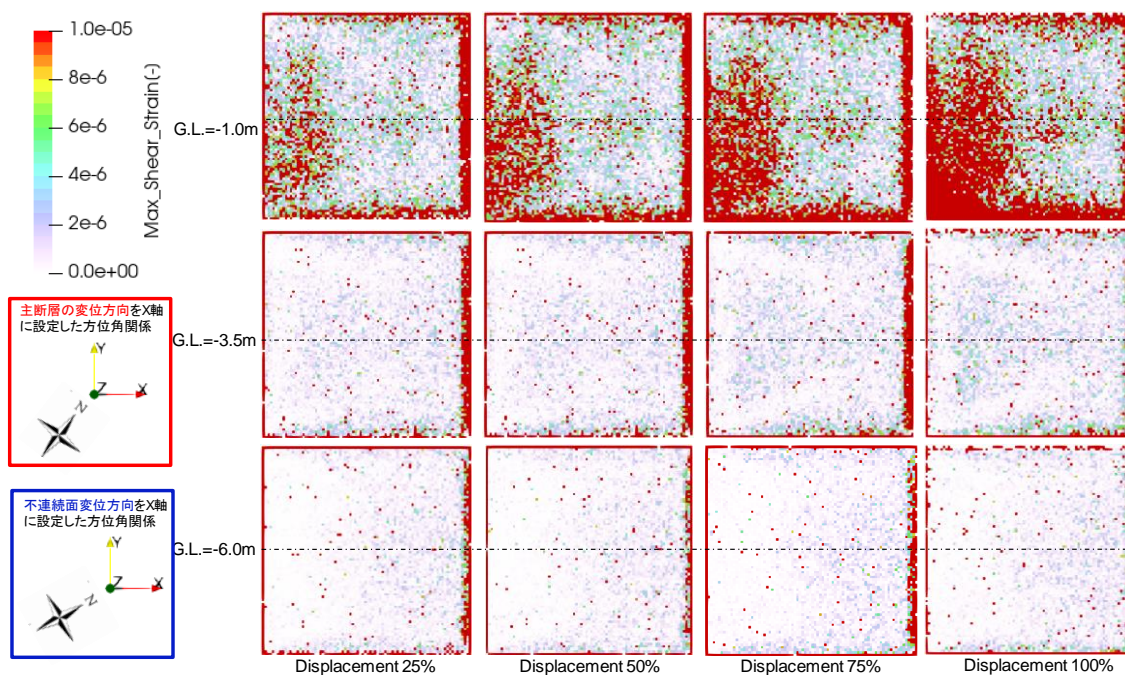 1.0e-05
8e-6
6e-6
4e-6
2e-6
0.0e+00
Max_Shear_Strain(-)
G.L.=-1.0m
G.L.=-3.5m
G.L.=-6.0m
主断層の変位方向をX軸
に設定した方位角関係
Y
Z
X
Z
不連続面変位方向をX軸
に設定した方位角関係
Y
Z
X
Z
Displacement 25%
Displacement 50%
Displacement 75%
Displacement 100%